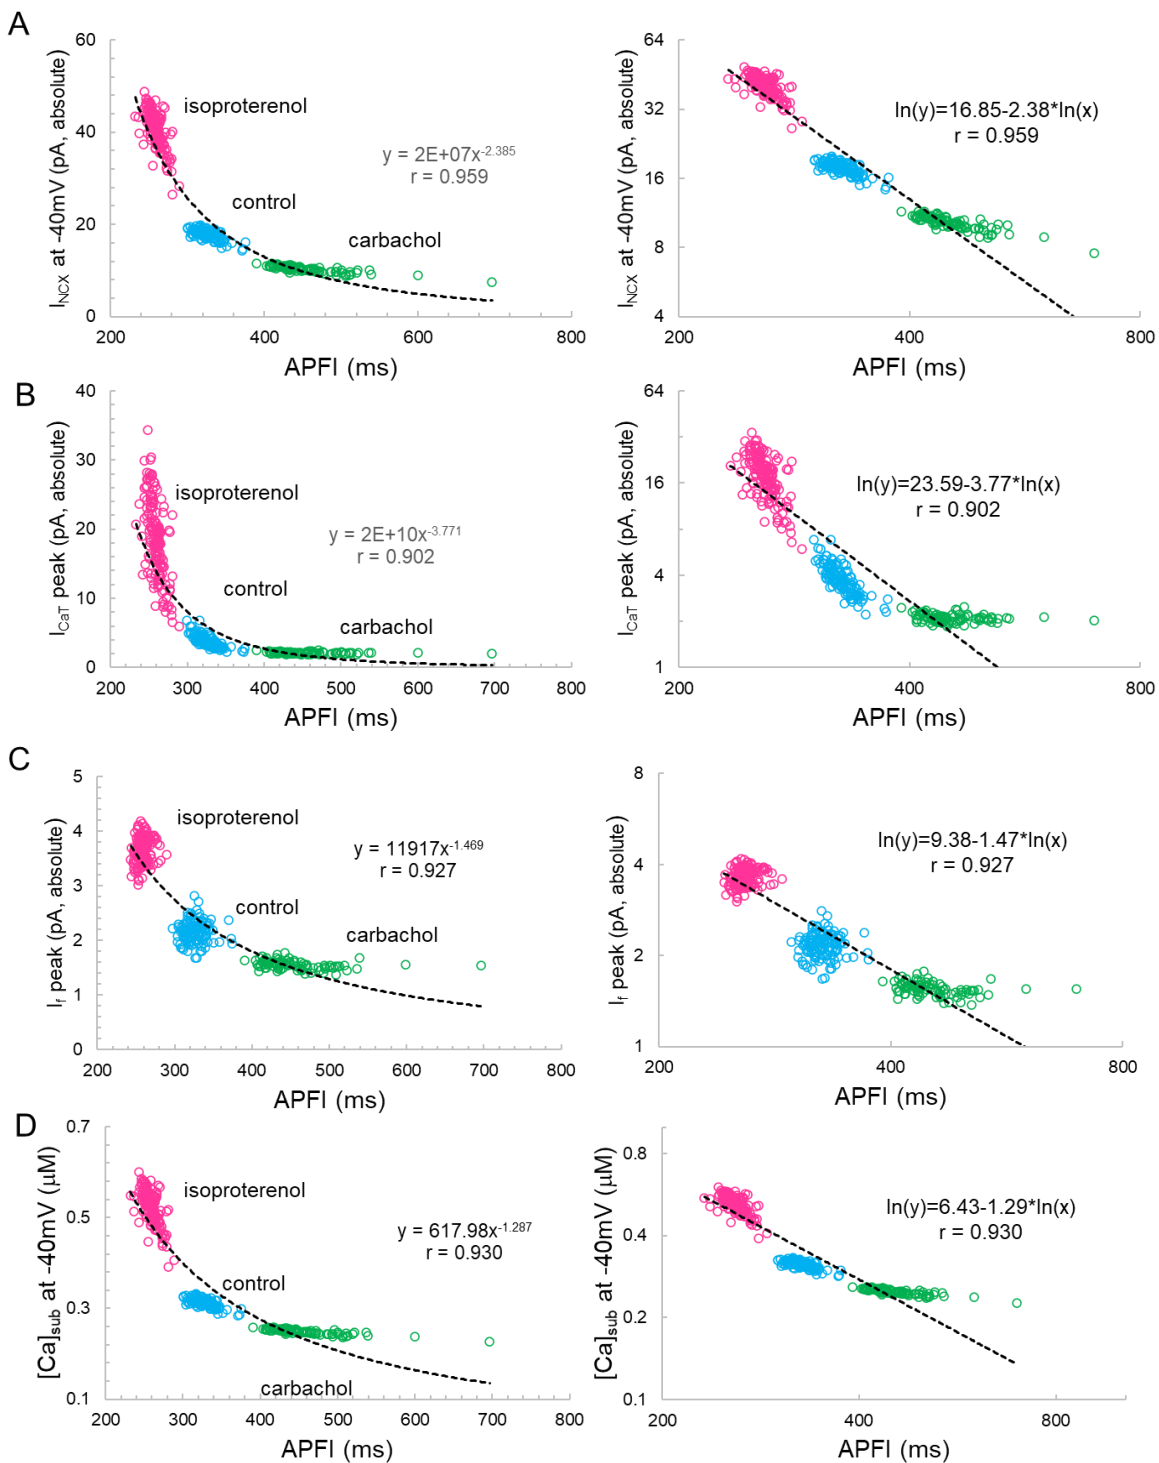 A
60
40
20
0
200
400
600
800
I_NCX at -40mV (pA, absolute)
APFI (ms)
isoproterenol
control
carbachol
y = 2E+07x^-2.385
r = 0.959
64
32
16
8
4
200
400
800
I_NCX at -40mV (pA, absolute)
APFI (ms)
ln(y)=16.85-2.38*ln(x)
r = 0.959
B
40
30
20
10
0
200
300
400
500
600
700
800
I_CaT peak (pA, absolute)
APFI (ms)
isoproterenol
control
carbachol
y = 2E+10x^-3.771
r = 0.902
64
16
4
1
200
400
800
I_CaT peak (pA, absolute)
APFI (ms)
ln(y)=23.59-3.77*ln(x)
r = 0.902
C
5
4
3
2
1
0
200
300
400
500
600
700
800
I_f peak (pA, absolute)
APFI (ms)
isoproterenol
control
carbachol
y = 11917x^-1.469
r = 0.927
8
4
2
1
200
400
800
I_f peak (pA, absolute)
APFI (ms)
ln(y)=9.38-1.47*ln(x)
r = 0.927
D
0.7
0.5
0.3
0.1
200
300
400
500
600
700
800
[Ca]_sub at -40mV (μM)
APFI (ms)
isoproterenol
control
carbachol
y = 617.98x^-1.287
r = 0.930
0.8
0.4
0.2
0.1
200
400
800
[Ca]_sub at -40mV (μM)
APFI (ms)
ln(y)=6.43-1.29*ln(x)
r = 0.930